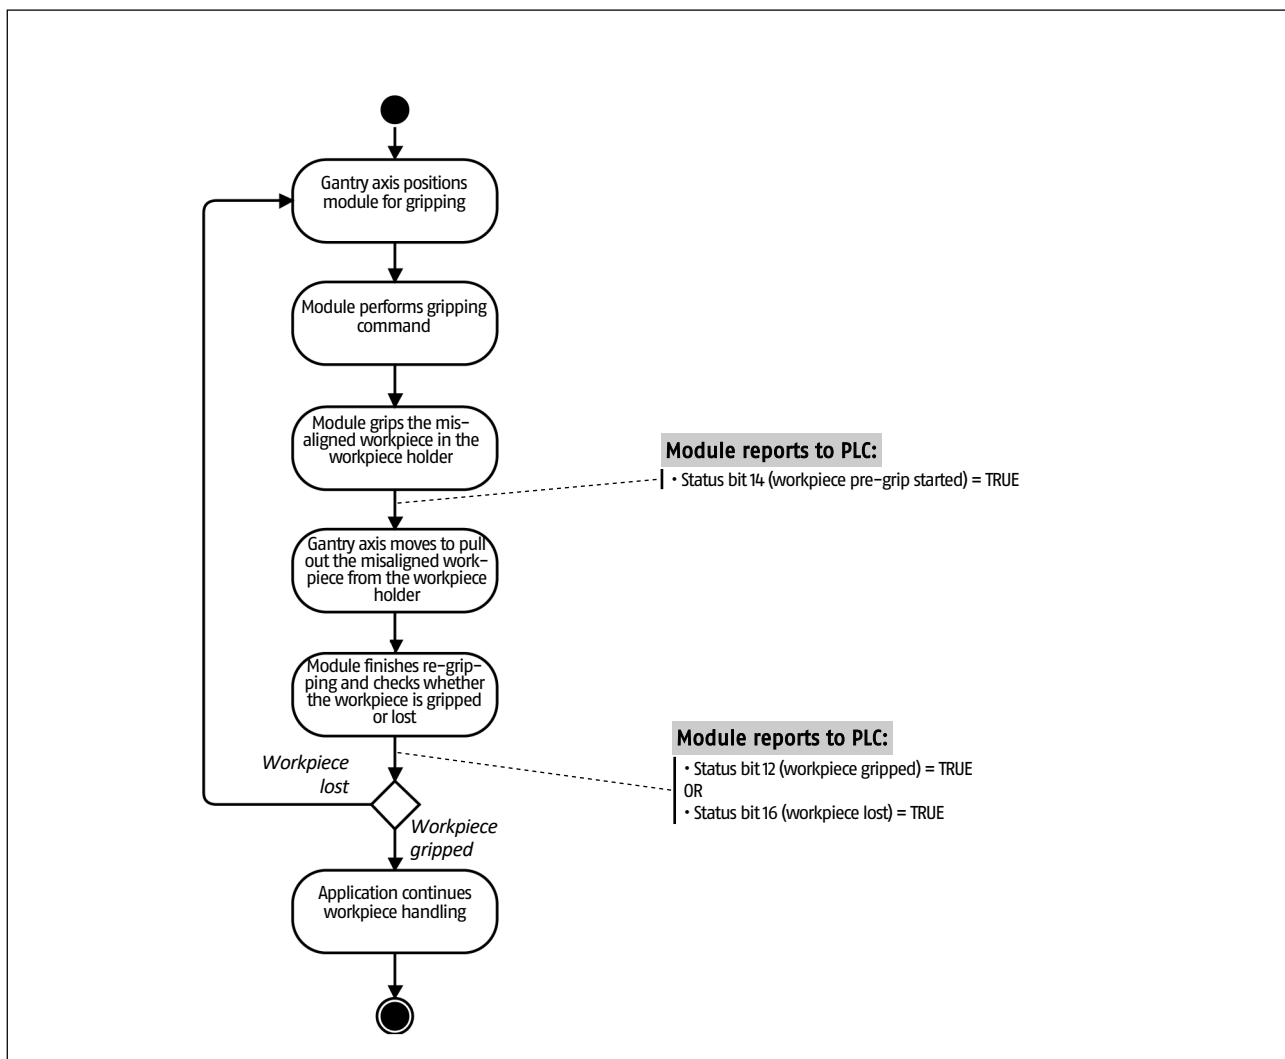 Gantry axis positions
module for gripping
Module performs gripping
command
Module grips the mis-
aligned workpiece in the
workpiece holder
Module reports to PLC:
• Status bit 14 (workpiece pre-grip started) = TRUE
Gantry axis moves to pull
out the misaligned work-
piece from the workpiece
holder
Module finishes re-grip-
ping and checks whether
the workpiece is gripped
or lost
Module reports to PLC:
• Status bit 12 (workpiece gripped) = TRUE
OR
• Status bit 16 (workpiece lost) = TRUE
Workpiece
lost
Workpiece
gripped
Application continues
workpiece handling